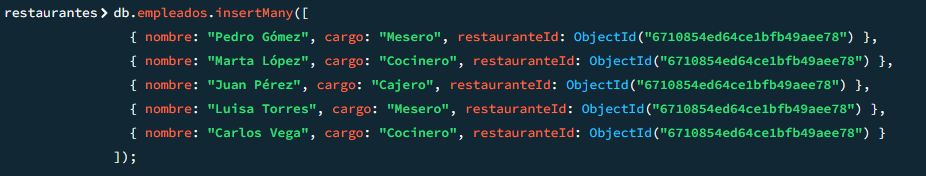 restaurantes> db.empleados.insertMany([
{ nombre: "Pedro Gómez", cargo: "Mesero", restauranteId: ObjectId("6710854ed64ce1bfb49aee78") },
{ nombre: "Marta López", cargo: "Cocinero", restauranteId: ObjectId("6710854ed64ce1bfb49aee78") },
{ nombre: "Juan Pérez", cargo: "Cajero", restauranteId: ObjectId("6710854ed64ce1bfb49aee78") },
{ nombre: "Luisa Torres", cargo: "Mesero", restauranteId: ObjectId("6710854ed64ce1bfb49aee78") },
{ nombre: "Carlos Vega", cargo: "Cocinero", restauranteId: ObjectId("6710854ed64ce1bfb49aee78") }
]);